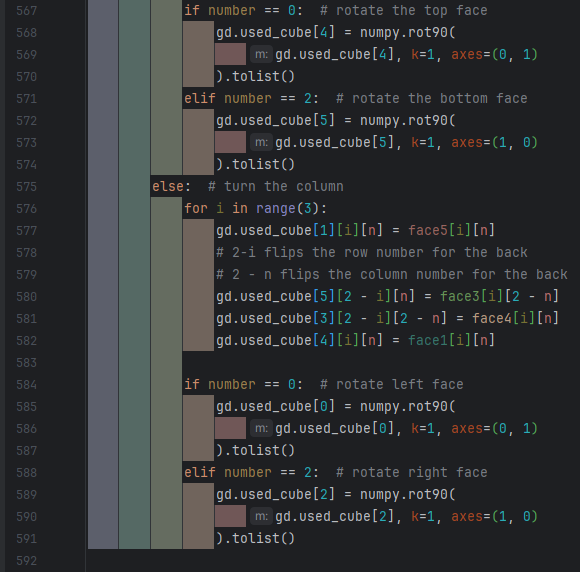 567 if number == 0:  # rotate the top face
568 gd.used_cube[4] = numpy.rot90(
569 m: gd.used_cube[4], k=1, axes=(0, 1)
570 ).tolist()
571 elif number == 2:  # rotate the bottom face
572 gd.used_cube[5] = numpy.rot90(
573 m: gd.used_cube[5], k=1, axes=(1, 0)
574 ).tolist()
575 else:  # turn the column
576 for i in range(3):
577 gd.used_cube[1][i][n] = face5[i][n]
578 # 2-i flips the row number for the back
579 # 2 - n flips the column number for the back
580 gd.used_cube[5][2 - i][n] = face3[i][2 - n]
581 gd.used_cube[3][2 - i][2 - n] = face4[i][n]
582 gd.used_cube[4][i][n] = face1[i][n]
583
584 if number == 0:  # rotate left face
585 gd.used_cube[0] = numpy.rot90(
586 m: gd.used_cube[0], k=1, axes=(0, 1)
587 ).tolist()
588 elif number == 2:  # rotate right face
589 gd.used_cube[2] = numpy.rot90(
590 m: gd.used_cube[2], k=1, axes=(1, 0)
591 ).tolist()
592